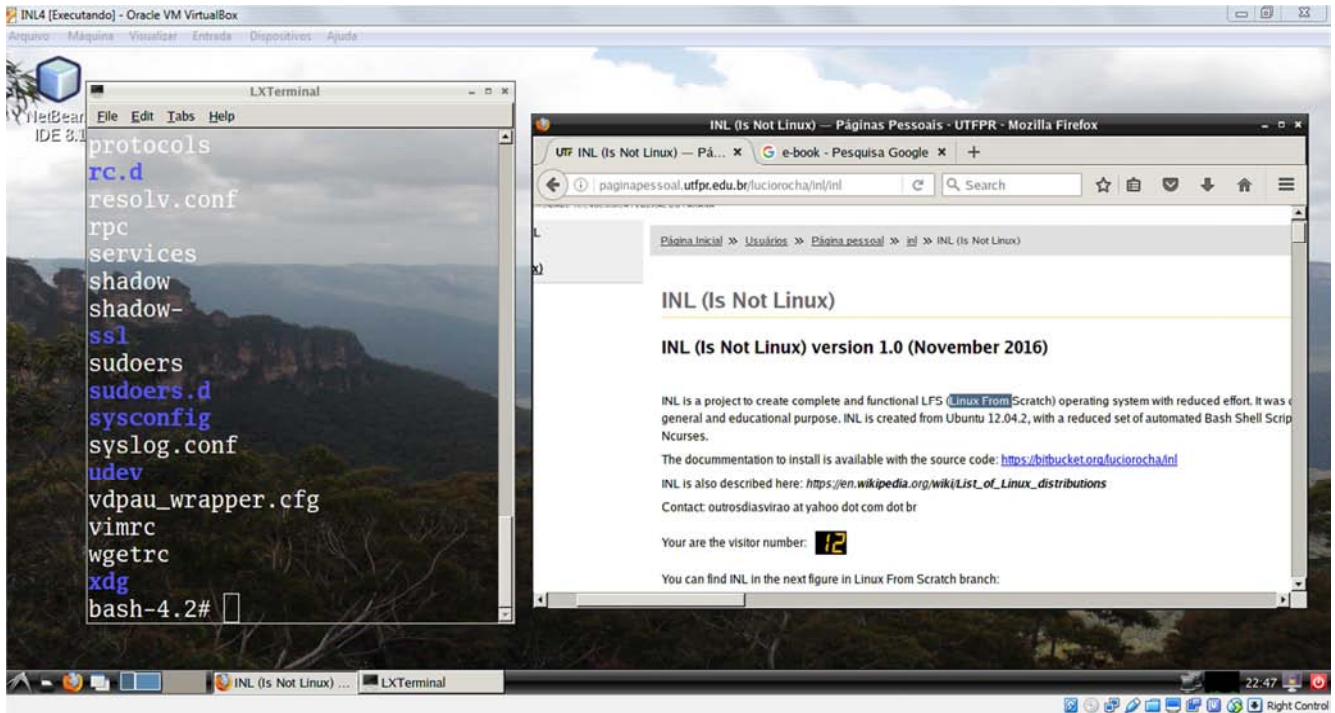 INL4 [Executando] - Oracle VM VirtualBox
Arquivo Máquina Visualizar Entrada Dispositivos Ajuda
NetBean
IDE 8.1
LXTerminal
File Edit Tabs Help
protocols
rc.d
resolv.conf
rpc
services
shadow
shadow-
ssl
sudoers
sudoers.d
sysconfig
syslog.conf
udev
vdpau_wrapper.cfg
vimrc
wgetrc
xdg
bash-4.2#
INL (Is Not Linux) — Páginas Pessoais - UTFPR - Mozilla Firefox
UTF INL (Is Not Linux) — Pá... e-book - Pesquisa Google
paginapessoal.utfpr.edu.br/luciorocha/inl/inl Search
L
x)
Página Inicial » Usuários » Página pessoal » inl » INL (Is Not Linux)
INL (Is Not Linux)
INL (Is Not Linux) version 1.0 (November 2016)
INL is a project to create complete and functional LFS (Linux From Scratch) operating system with reduced effort. It was
general and educational purpose. INL is created from Ubuntu 12.04.2, with a reduced set of automated Bash Shell Scrip
Ncurses.
The docummentation to install is available with the source code: https://bitbucket.org/luciorocha/inl
INL is also described here: https://en.wikipedia.org/wiki/List_of_Linux_distributions
Contact: outrosdiasvirao at yahoo dot com dot br
Your are the visitor number: 12
You can find INL in the next figure in Linux From Scratch branch:
INL (Is Not Linux) ... LXTerminal 22:47
Right Control